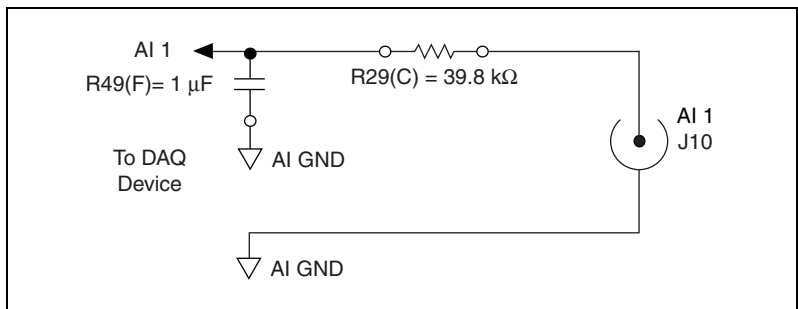 AI 1
R49(F)= 1 μF
R29(C) = 39.8 kΩ
AI 1
J10
To DAQ
Device
AI GND
AI GND